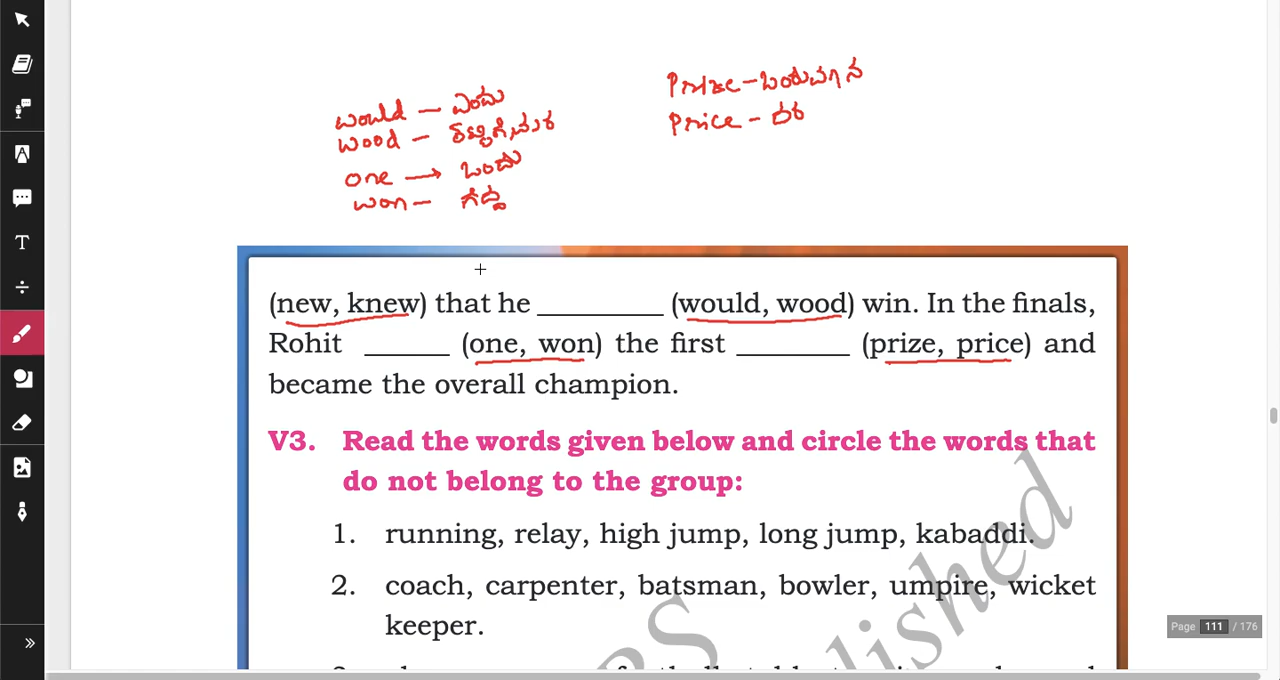 would – ಎಂದು
wood – ಕಟ್ಟಿಗೆ,ಮರ
one → ಒಂದು
won – ಗೆದ್ದ
Prize – ಬಹುಮಾನ
Price – ದರ
(new, knew) that he ________ (would, wood) win. In the finals,
Rohit ______ (one, won) the first ________ (prize, price) and
became the overall champion.
V3. Read the words given below and circle the words that
do not belong to the group:
1. running, relay, high jump, long jump, kabaddi.
2. coach, carpenter, batsman, bowler, umpire, wicket
keeper.
Page 111 / 176